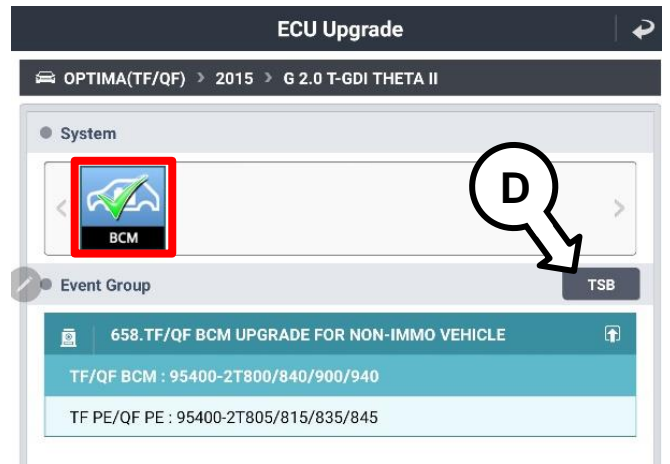 ECU Upgrade
OPTIMA(TF/QF) > 2015 > G 2.0 T-GDI THETA II
System
D
BCM
Event Group
TSB
658.TF/QF BCM UPGRADE FOR NON-IMMO VEHICLE
TF/QF BCM : 95400-2T800/840/900/940
TF PE/QF PE : 95400-2T805/815/835/845